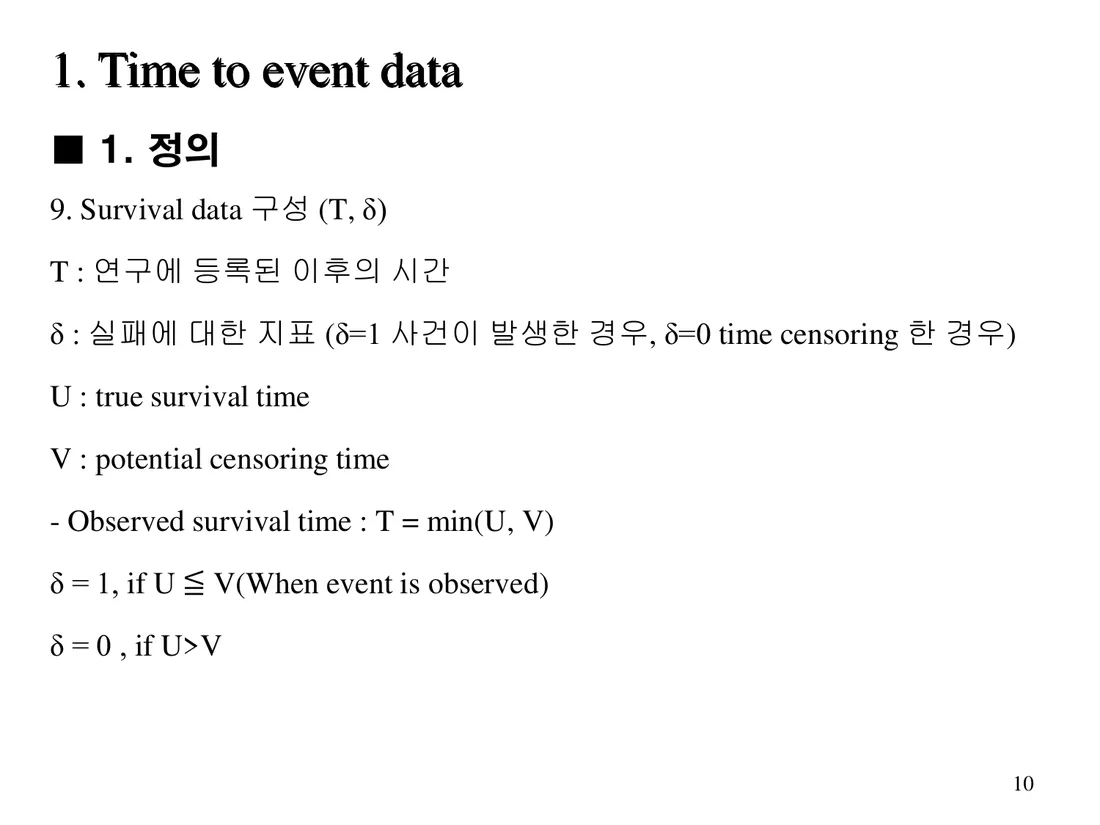 1. Time to event data
■ 1. 정의
9. Survival data 구성 (T, δ)
T : 연구에 등록된 이후의 시간
δ : 실패에 대한 지표 (δ=1 사건이 발생한 경우, δ=0 time censoring 한 경우)
U : true survival time
V : potential censoring time
- Observed survival time : T = min(U, V)
δ = 1, if U ≦ V(When event is observed)
δ = 0 , if U>V
10